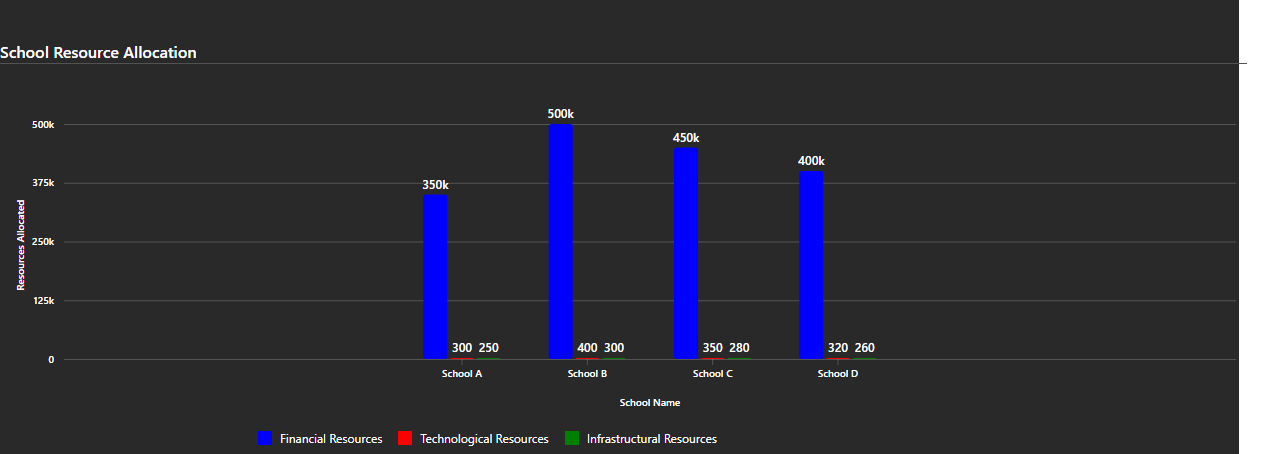 School Resource Allocation
500k
450k
400k
350k
500k
375k
250k
125k
0
Resources Allocated
300 250 400 300 350 280 320 260
School A School B School C School D
School Name
Financial Resources Technological Resources Infrastructural Resources